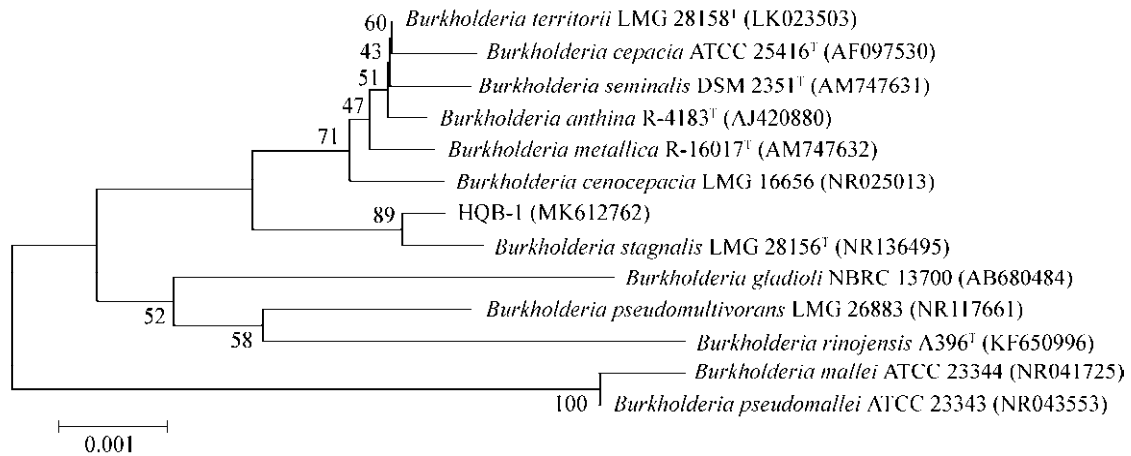 60 Burkholderia territorii LMG 28158ᵀ (LK023503)
43 Burkholderia cepacia ATCC 25416ᵀ (AF097530)
51 Burkholderia seminalis DSM 2351ᵀ (AM747631)
47 Burkholderia anthina R-4183ᵀ (AJ420880)
71 Burkholderia metallica R-16017ᵀ (AM747632)
Burkholderia cenocepacia LMG 16656 (NR025013)
89 HQB-1 (MK612762)
Burkholderia stagnalis LMG 28156ᵀ (NR136495)
Burkholderia gladioli NBRC 13700 (AB680484)
52 Burkholderia pseudomultivorans LMG 26883 (NR117661)
58 Burkholderia rinojensis A396ᵀ (KF650996)
Burkholderia mallei ATCC 23344 (NR041725)
100 Burkholderia pseudomallei ATCC 23343 (NR043553)
0.001